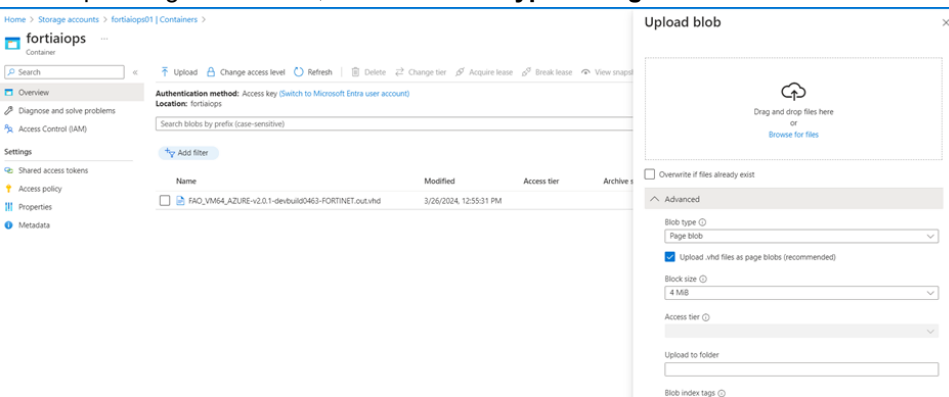 Home > Storage accounts > fortiaiops01 | Containers >
fortiaiops ...
Container
Search
Overview
Diagnose and solve problems
Access Control (IAM)
Settings
Shared access tokens
Access policy
Properties
Metadata
Upload Change access level Refresh Delete Change tier Acquire lease Break lease View snapsh
Authentication method: Access key (Switch to Microsoft Entra user account)
Location: fortiaiops
Search blobs by prefix (case-sensitive)
Add filter
Name Modified Access tier Archive s
FAO_VM64_AZURE-v2.0.1-devbuild0463-FORTINET.out.vhd 3/26/2024, 12:55:31 PM
Upload blob
Drag and drop files here
or
Browse for files
Overwrite if files already exist
Advanced
Blob type
Page blob
Upload .vhd files as page blobs (recommended)
Block size
4 MiB
Access tier
Upload to folder
Blob index tags